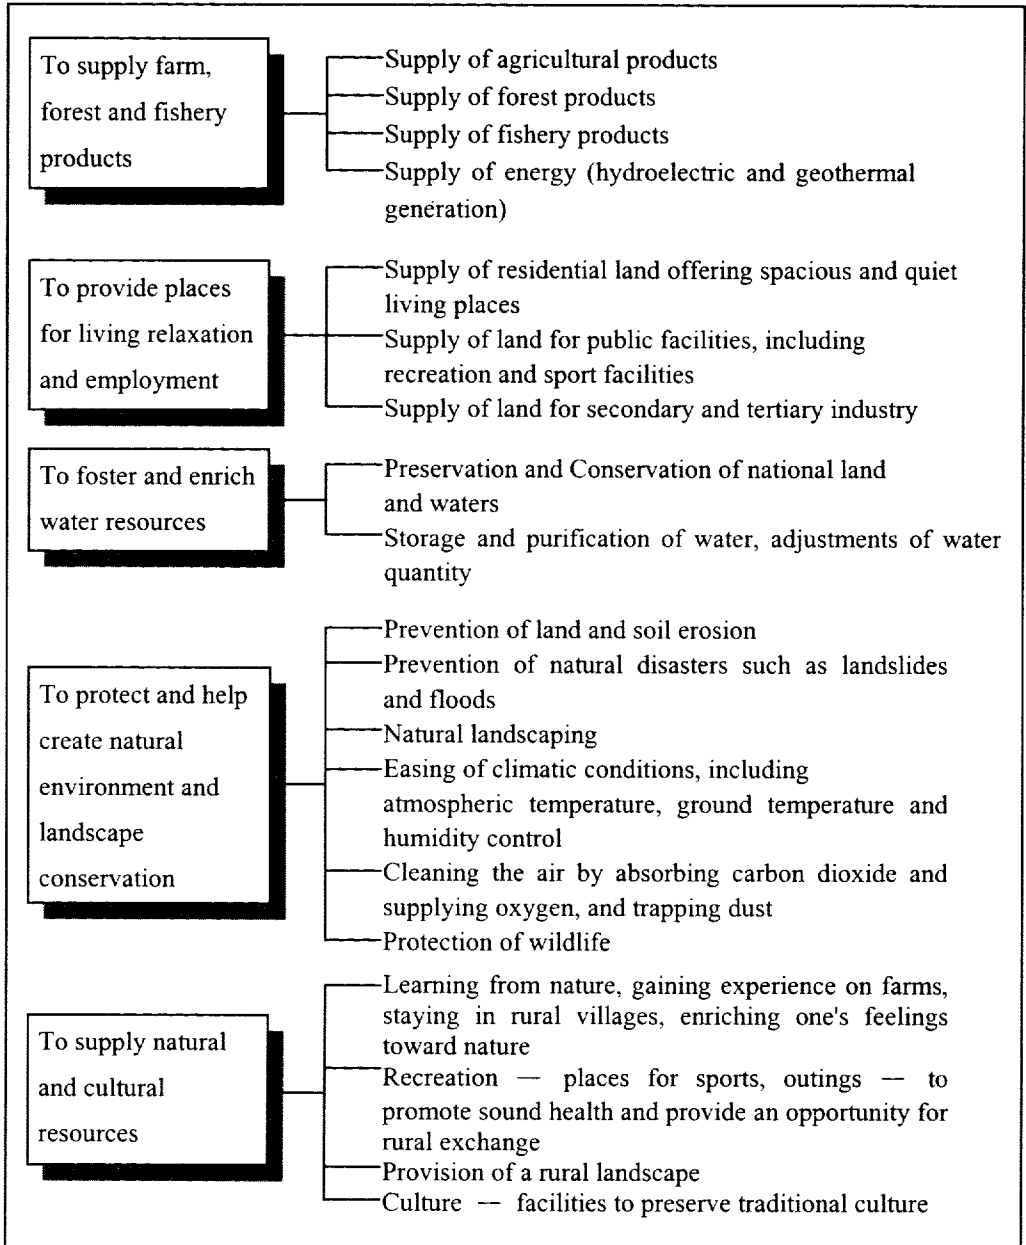 To supply farm,
forest and fishery
products
Supply of agricultural products
Supply of forest products
Supply of fishery products
Supply of energy (hydroelectric and geothermal
generation)
To provide places
for living relaxation
and employment
Supply of residential land offering spacious and quiet
living places
Supply of land for public facilities, including
recreation and sport facilities
Supply of land for secondary and tertiary industry
To foster and enrich
water resources
Preservation and Conservation of national land
and waters
Storage and purification of water, adjustments of water
quantity
To protect and help
create natural
environment and
landscape
conservation
Prevention of land and soil erosion
Prevention of natural disasters such as landslides
and floods
Natural landscaping
Easing of climatic conditions, including
atmospheric temperature, ground temperature and
humidity control
Cleaning the air by absorbing carbon dioxide and
supplying oxygen, and trapping dust
Protection of wildlife
To supply natural
and cultural
resources
Learning from nature, gaining experience on farms,
staying in rural villages, enriching one's feelings
toward nature
Recreation — places for sports, outings — to
promote sound health and provide an opportunity for
rural exchange
Provision of a rural landscape
Culture — facilities to preserve traditional culture